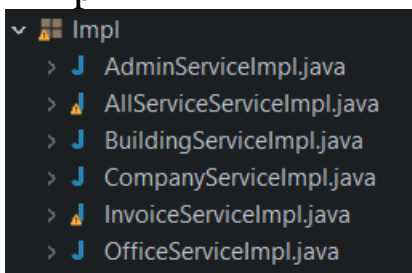 Impl
AdminServiceImpl.java
AllServiceServiceImpl.java
BuildingServiceImpl.java
CompanyServiceImpl.java
InvoiceServiceImpl.java
OfficeServiceImpl.java